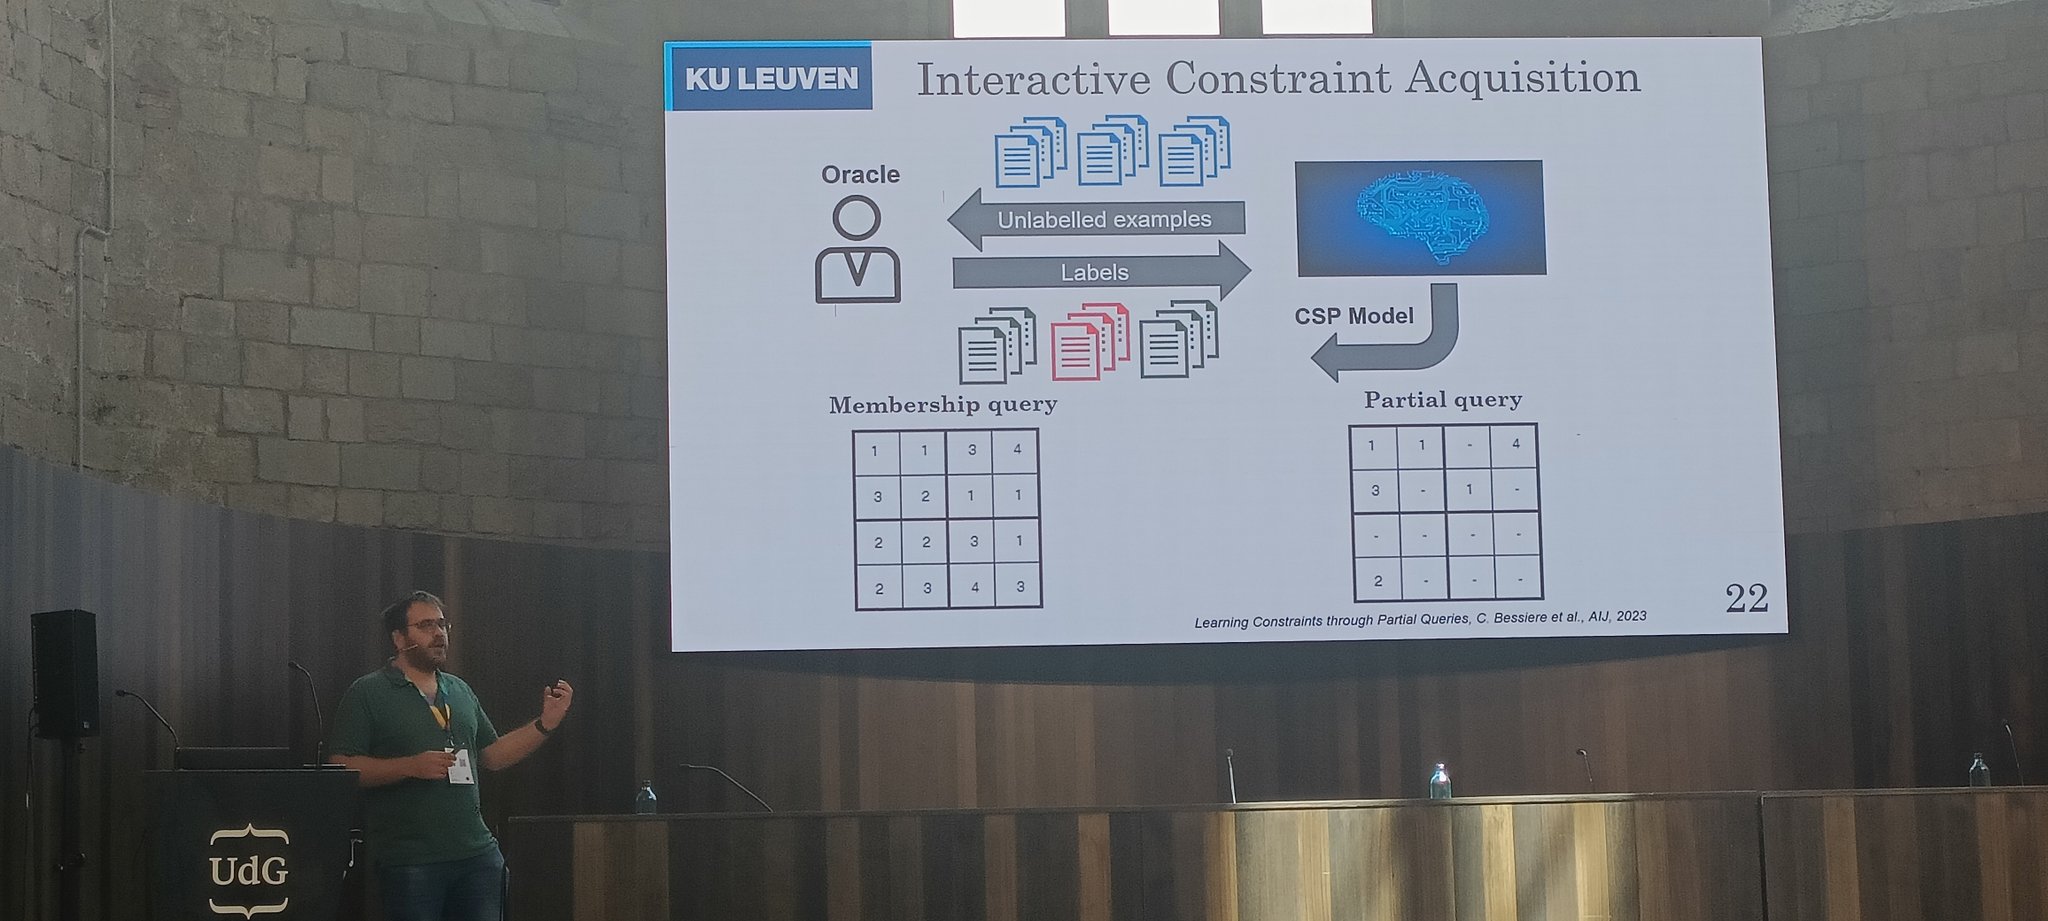 KU LEUVEN
Interactive Constraint Acquisition
Oracle
Unlabelled examples
Labels
CSP Model
Membership query
1 1 3 4
3 2 1 1
2 2 3 1
2 3 4 3
Partial query
1 1 - 4
3 - 1 -
- - - -
2 - - -
Learning Constraints through Partial Queries, C. Bessiere et al., AIJ, 2023
22
UdG